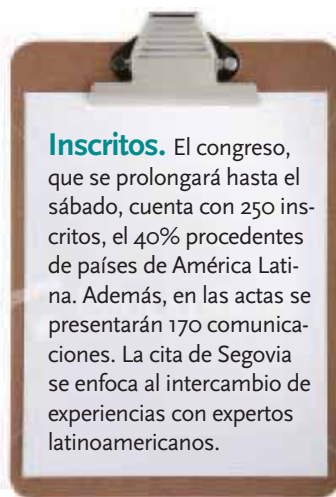 Inscritos. El congreso,
que se prolongará hasta el
sábado, cuenta con 250 ins-
critos, el 40% procedentes
de países de América Lati-
na. Además, en las actas se
presentarán 170 comunica-
ciones. La cita de Segovia
se enfoca al intercambio de
experiencias con expertos
latinoamericanos.